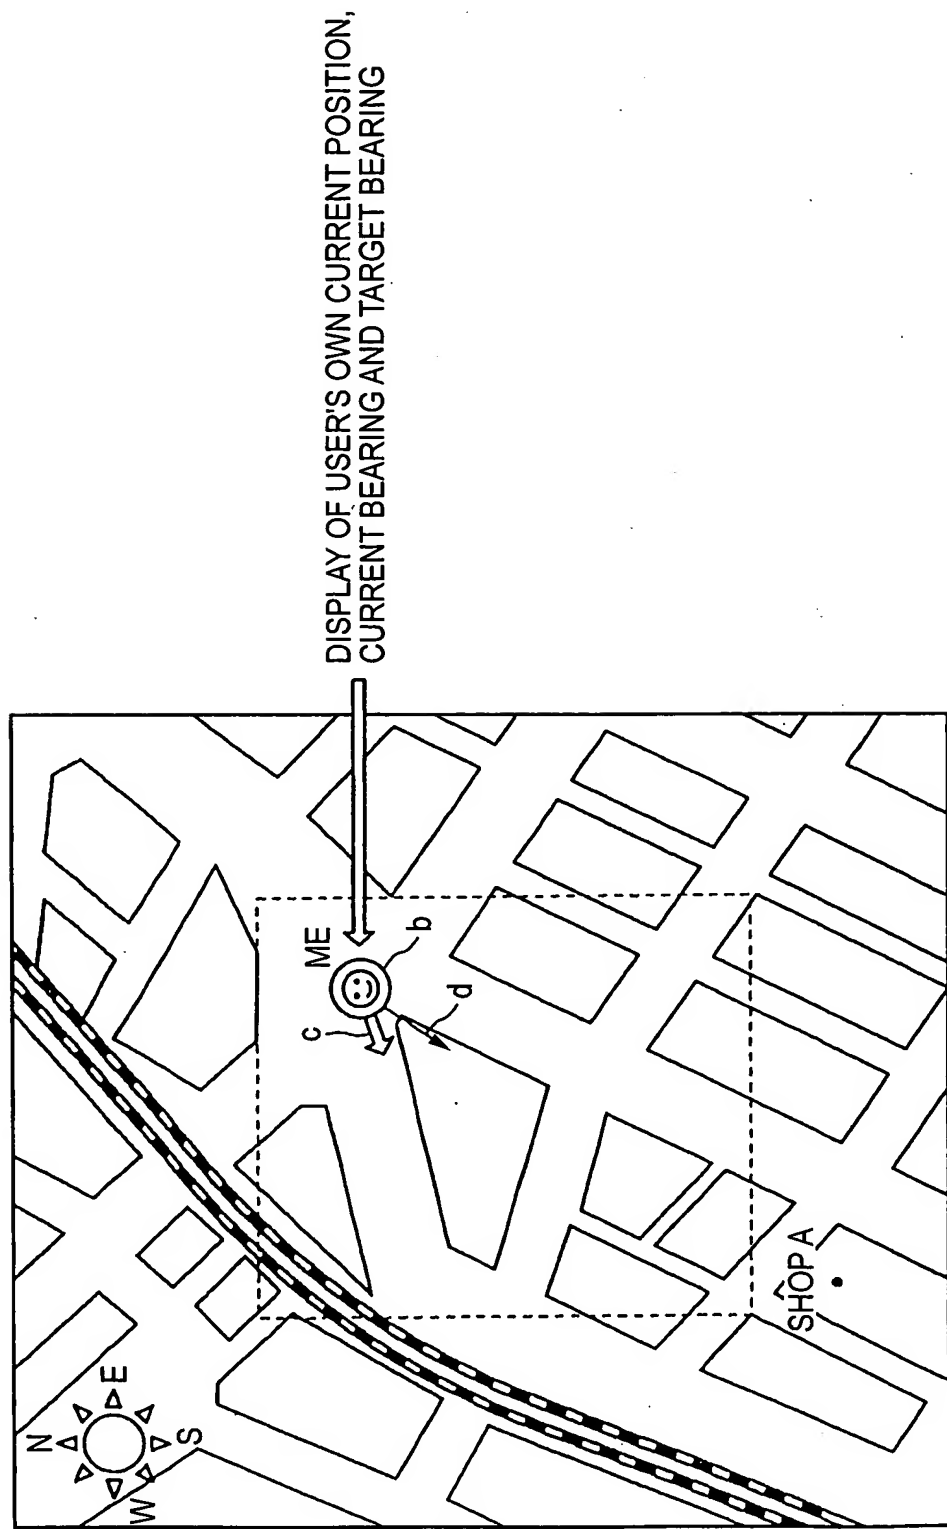 DISPLAY OF USER'S OWN CURRENT POSITION,
CURRENT BEARING AND TARGET BEARING
N
E
W
S
ME
b
c
d
SHOP A